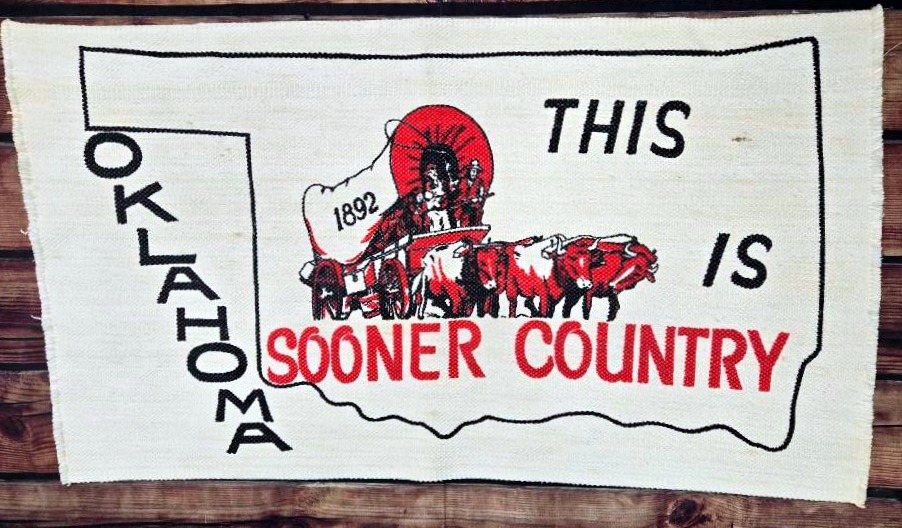 THIS
IS
1892
SOONER COUNTRY
OKLAHOMA